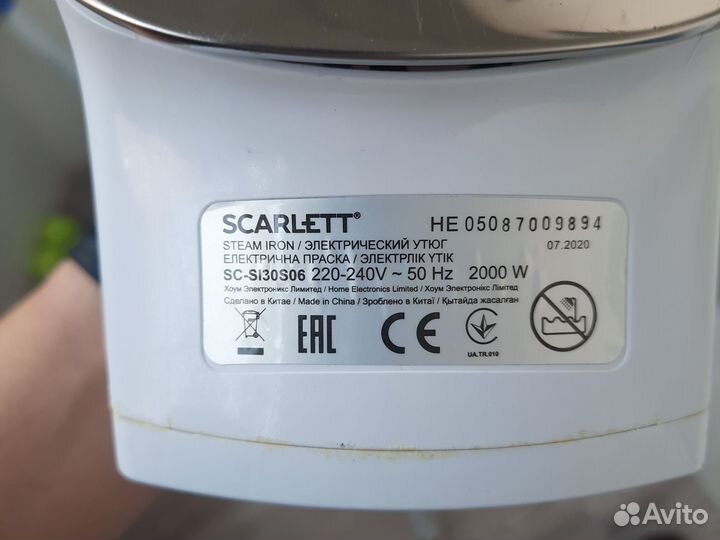 SCARLETT®
HE 05087009894
STEAM IRON / ЭЛЕКТРИЧЕСКИЙ УТЮГ
07.2020
ЕЛЕКТРИЧНА ПРАСКА / ЭЛЕКТРЛІК ҮТІК
SC-SI30S06 220-240V ~ 50 Hz 2000 W
Хоум Электроникс Лимитед / Home Electronics Limited / Хоум Электронікс Лімітед
Сделано в Китае / Made in China / Зроблено в Китаї / Қытайда жасалған
EAC CE
UA.TR.010
Avito